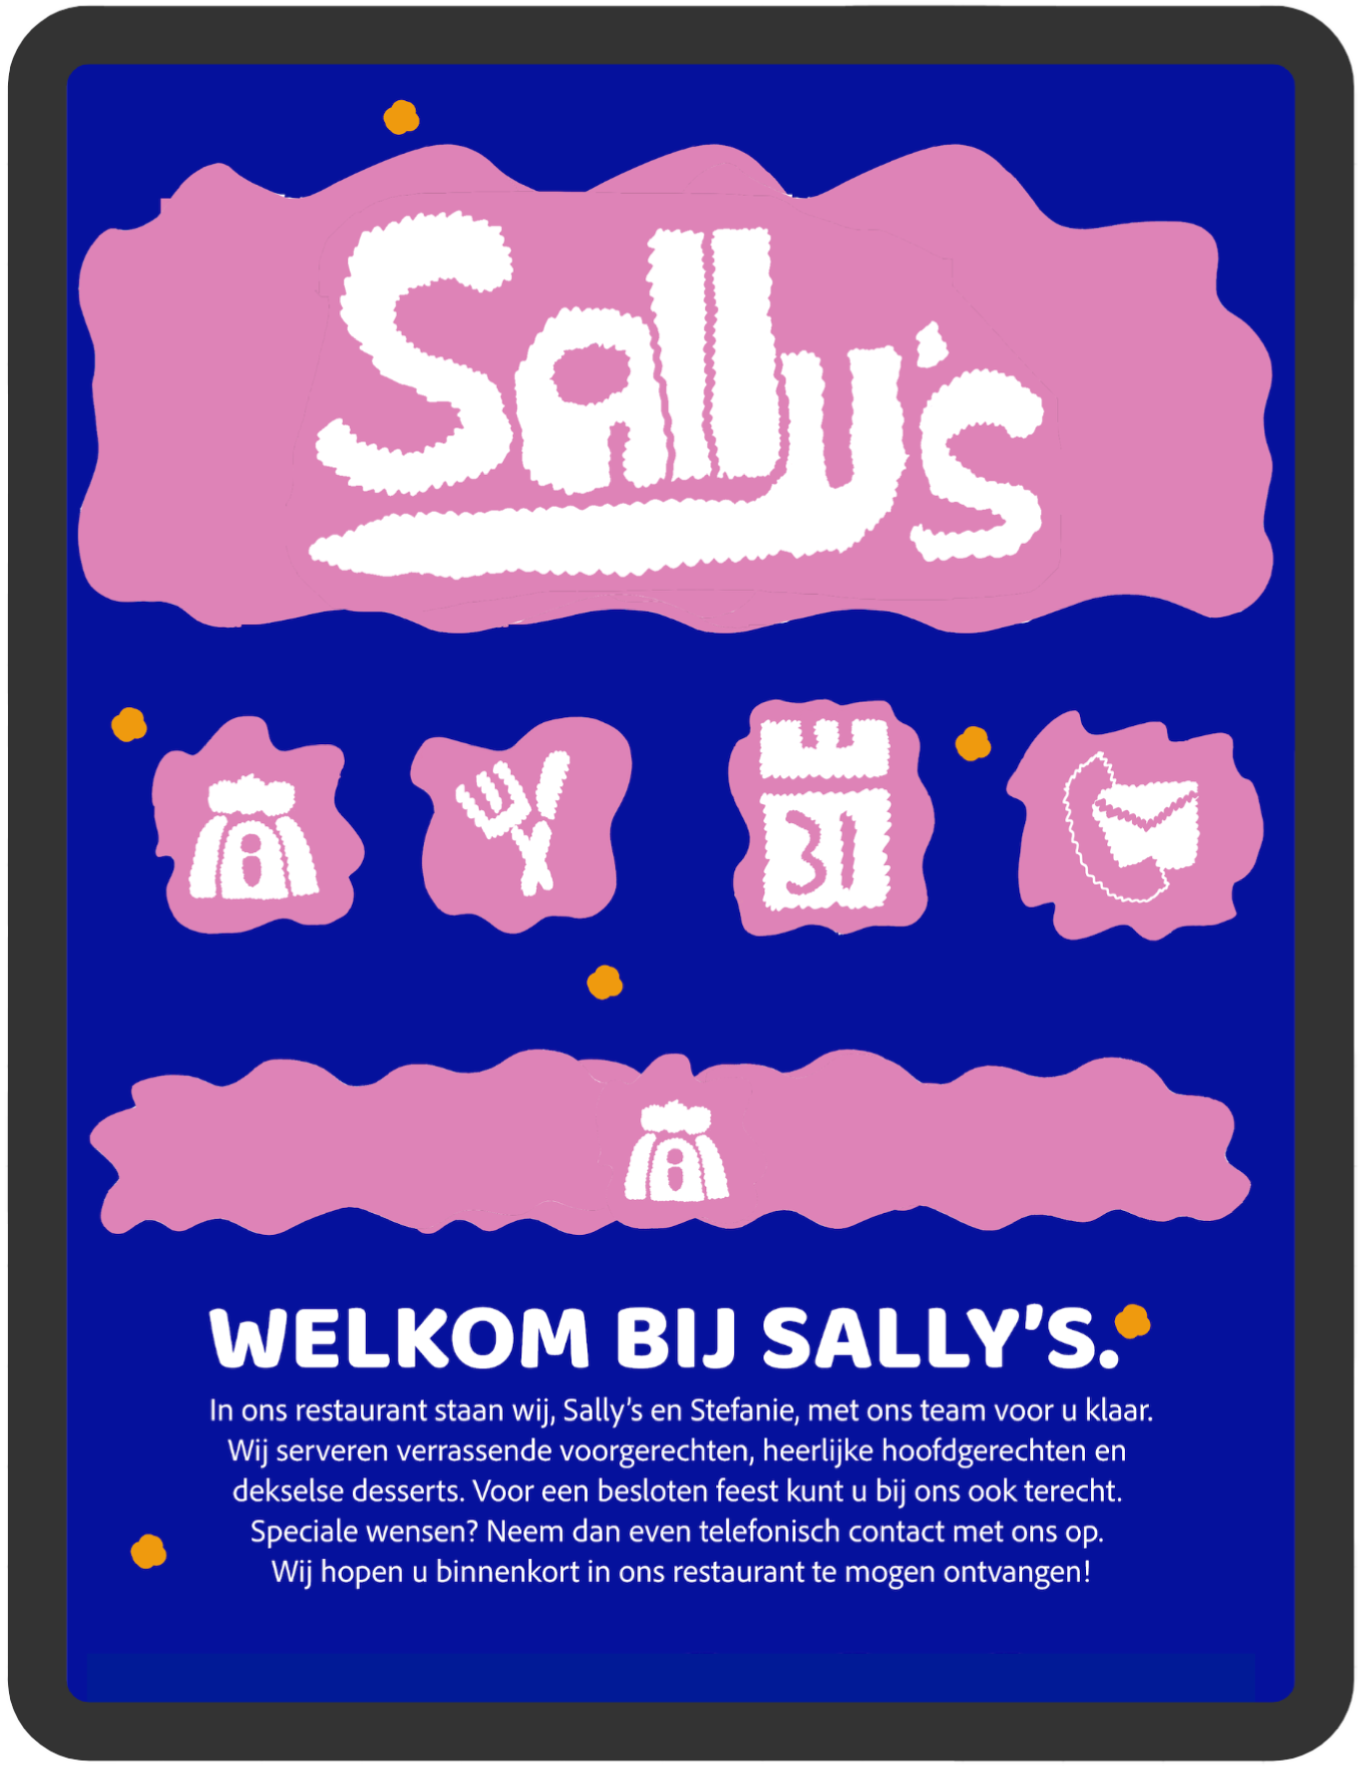 Sally's
31
WELKOM BIJ SALLY'S.
In ons restaurant staan wij, Sally's en Stefanie, met ons team voor u klaar.
Wij serveren verrassende voorgerechten, heerlijke hoofdgerechten en
dekselse desserts. Voor een besloten feest kunt u bij ons ook terecht.
Speciale wensen? Neem dan even telefonisch contact met ons op.
Wij hopen u binnenkort in ons restaurant te mogen ontvangen!